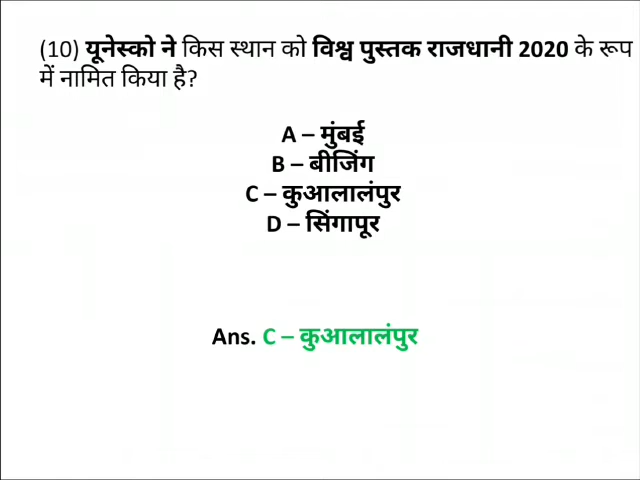 (10) यूनेस्को ने किस स्थान को विश्व पुस्तक राजधानी 2020 के रूप
में नामित किया है?
A – मुंबई
B – बीजिंग
C – कुआलालंपुर
D – सिंगापूर
Ans. C – कुआलालंपुर